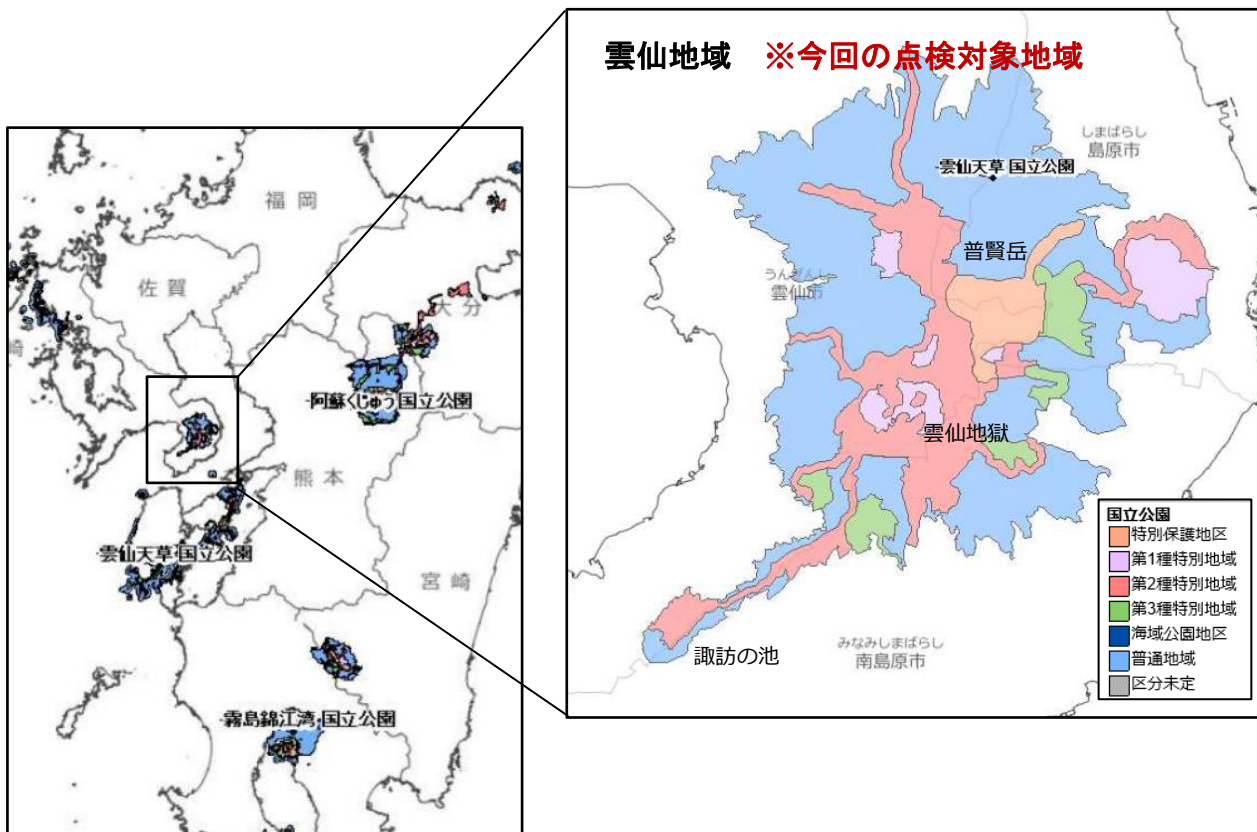 雲仙地域 ※今回の点検対象地域
しまばらし
島原市
雲仙天草 国立公園
普賢岳
うんぜんし
雲仙市
雲仙地獄
諏訪の池
みなみしまばらし
南島原市
国立公園
特別保護地区
第1種特別地域
第2種特別地域
第3種特別地域
海域公園地区
普通地域
区分未定
福岡
佐賀
大分
崎
阿蘇くじゅう 国立公園
熊本
雲仙天草 国立公園
宮崎
霧島錦江湾 国立公園